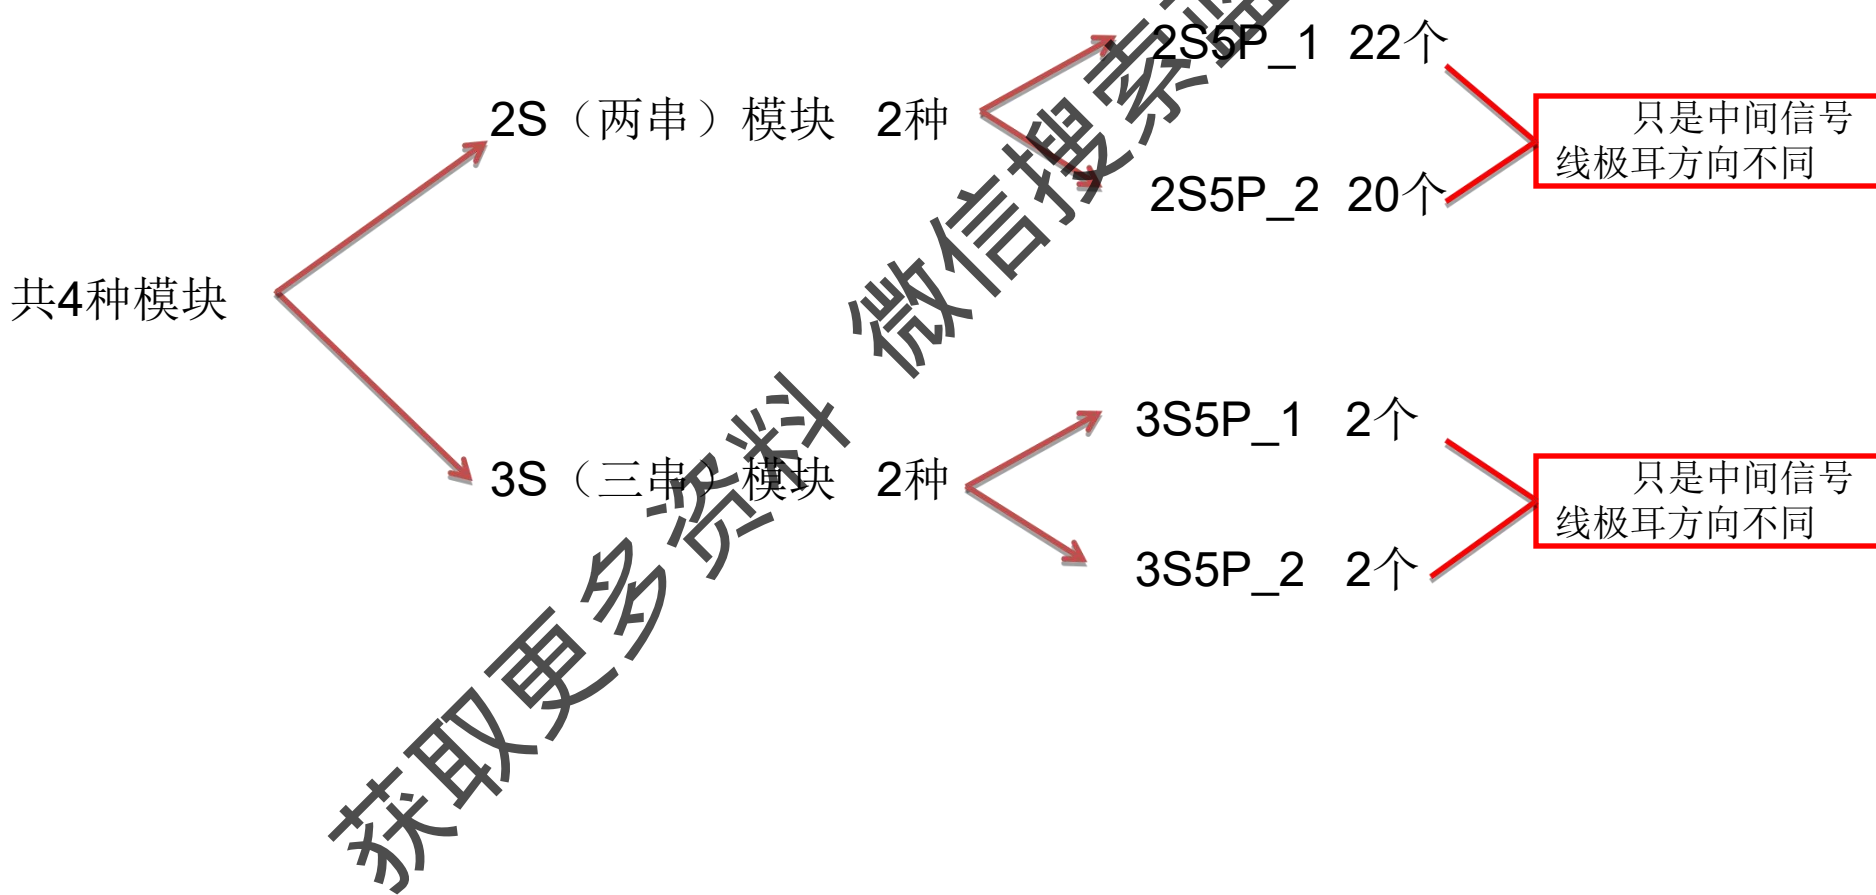 2S5P_1 22个
2S（两串）模块 2种
只是中间信号
线极耳方向不同
2S5P_2 20个
共4种模块
3S5P_1 2个
3S（三串）模块 2种
只是中间信号
线极耳方向不同
3S5P_2 2个
获取更多资料 微信搜索